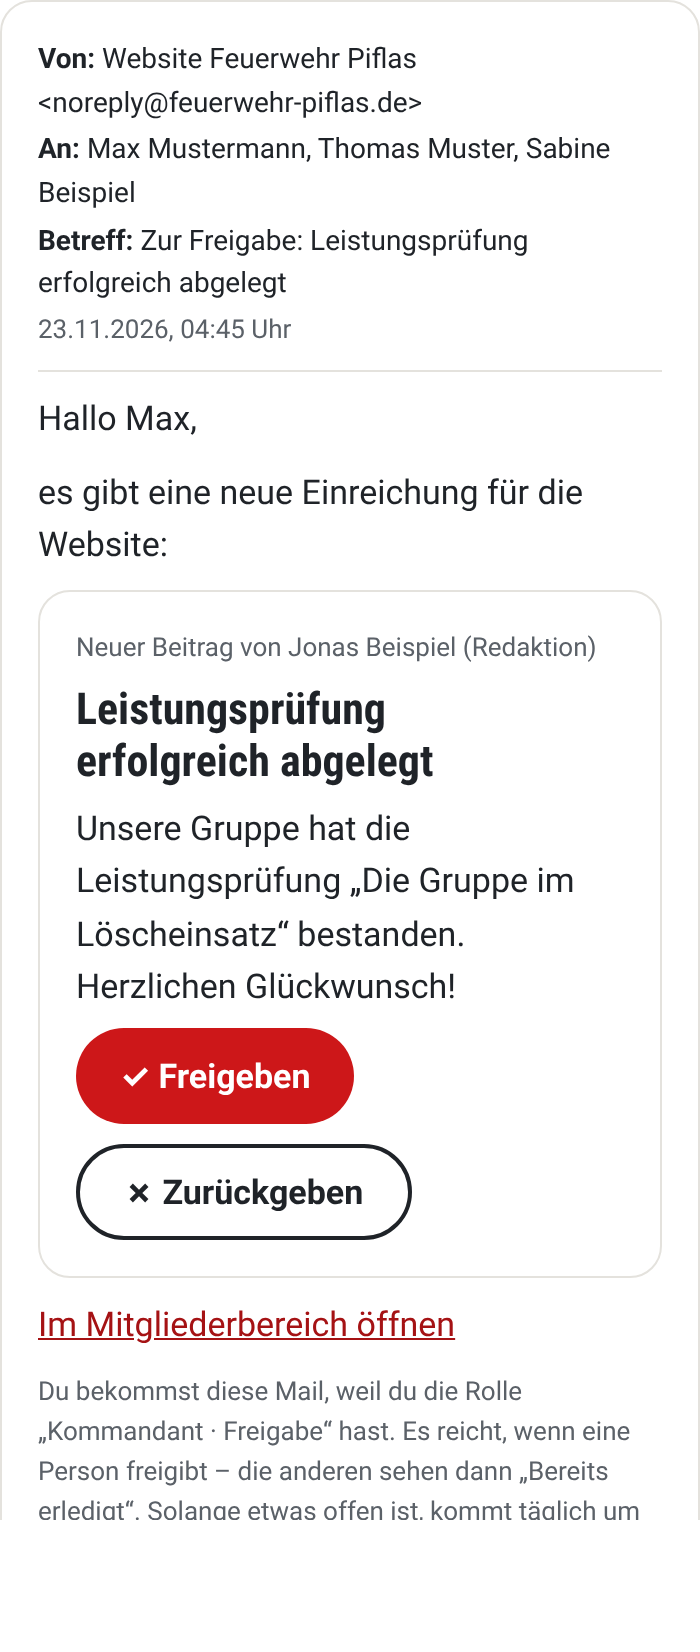 Von: Website Feuerwehr Piflas
<noreply@feuerwehr-piflas.de>
An: Max Mustermann, Thomas Muster, Sabine
Beispiel
Betreff: Zur Freigabe: Leistungsprüfung
erfolgreich abgelegt
23.11.2026, 04:45 Uhr
Hallo Max,
es gibt eine neue Einreichung für die
Website:
Neuer Beitrag von Jonas Beispiel (Redaktion)
Leistungsprüfung
erfolgreich abgelegt
Unsere Gruppe hat die
Leistungsprüfung „Die Gruppe im
Löscheinsatz“ bestanden.
Herzlichen Glückwunsch!
✓ Freigeben
✕ Zurückgeben
Im Mitgliederbereich öffnen
Du bekommst diese Mail, weil du die Rolle
„Kommandant · Freigabe“ hast. Es reicht, wenn eine
Person freigibt – die anderen sehen dann „Bereits
erledigt“. Solange etwas offen ist, kommt täglich um